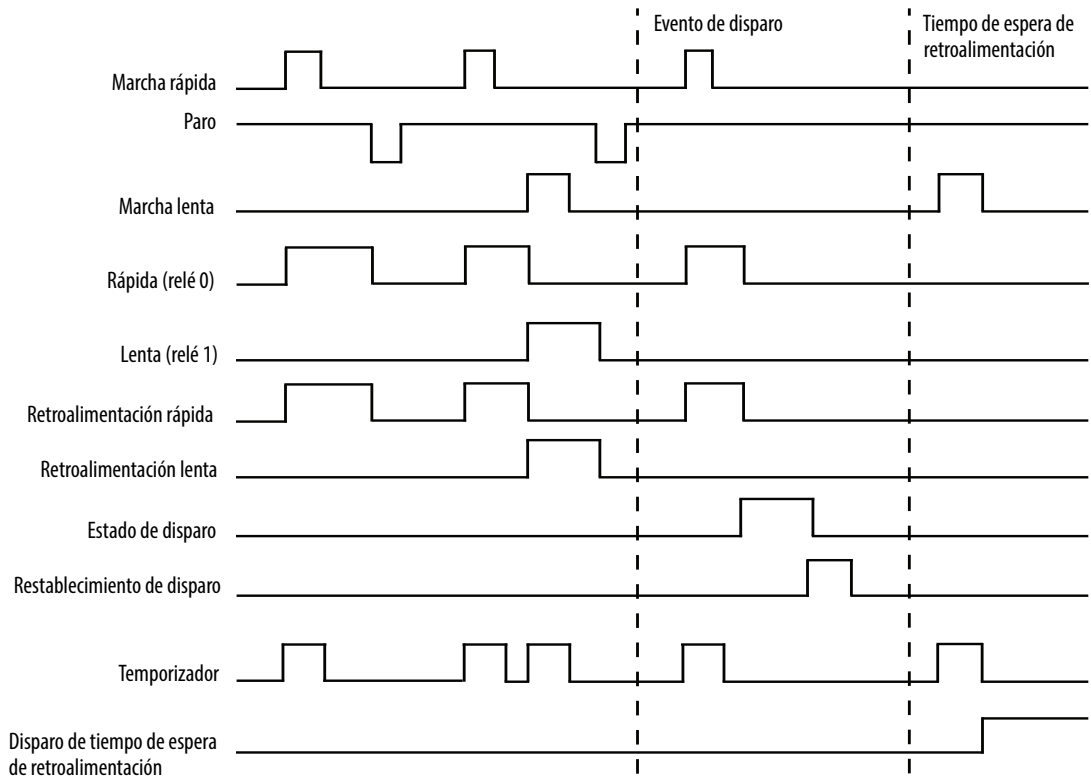 Evento de disparo
Tiempo de espera de
retroalimentación
Marcha rápida
Paro
Marcha lenta
Rápida (relé 0)
Lenta (relé 1)
Retroalimentación rápida
Retroalimentación lenta
Estado de disparo
Restablecimiento de disparo
Temporizador
Disparo de tiempo de espera
de retroalimentación